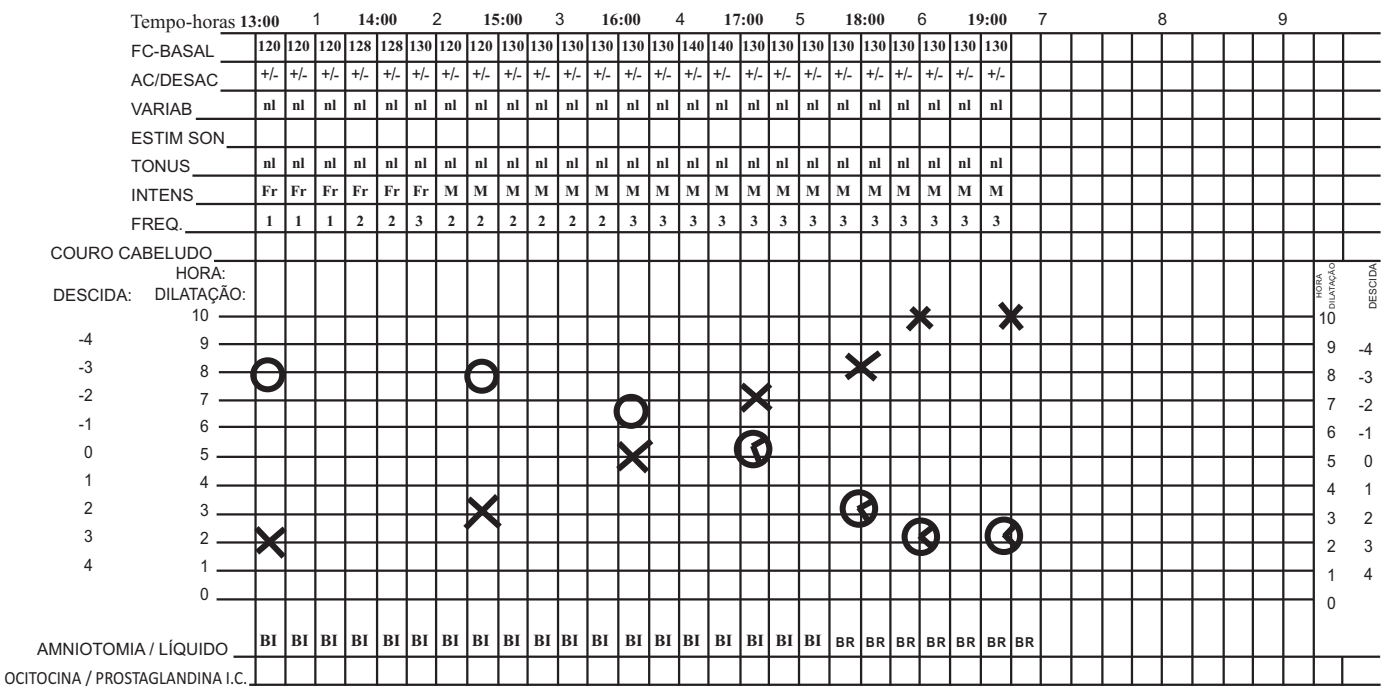 Tempo-horas 13:00 1 14:00 2 15:00 3 16:00 4 17:00 5 18:00 6 19:00 7 8 9
FC-BASAL 120 120 120 128 128 130 120 120 130 130 130 130 130 130 140 140 130 130 130 130 130 130 130 130 130
AC/DESAC +/- +/- +/- +/- +/- +/- +/- +/- +/- +/- +/- +/- +/- +/- +/- +/- +/- +/- +/- +/- +/- +/- +/- +/- +/-
VARIAB nl nl nl nl nl nl nl nl nl nl nl nl nl nl nl nl nl nl nl nl nl nl nl nl nl
ESTIM SON
TONUS nl nl nl nl nl nl nl nl nl nl nl nl nl nl nl nl nl nl nl nl nl nl nl nl nl
INTENS Fr Fr Fr Fr Fr Fr M M M M M M M M M M M M M M M M M M M
FREQ. 1 1 1 2 2 3 2 2 2 2 2 2 3 3 3 3 3 3 3 3 3 3 3 3 3
COURO CABELUDO
HORA: HORA
DESCIDA: DILATAÇÃO: DILATAÇÃO DESCIDA
10 10
-4 9 9 -4
-3 8 8 -3
-2 7 7 -2
-1 6 6 -1
0 5 5 0
1 4 4 1
2 3 3 2
3 2 2 3
4 1 1 4
0 0
AMNIOTOMIA / LÍQUIDO BI BI BI BI BI BI BI BI BI BI BI BI BI BI BI BI BI BI BI BR BR BR BR BR BR BR
OCITOCINA / PROSTAGLANDINA I.C.